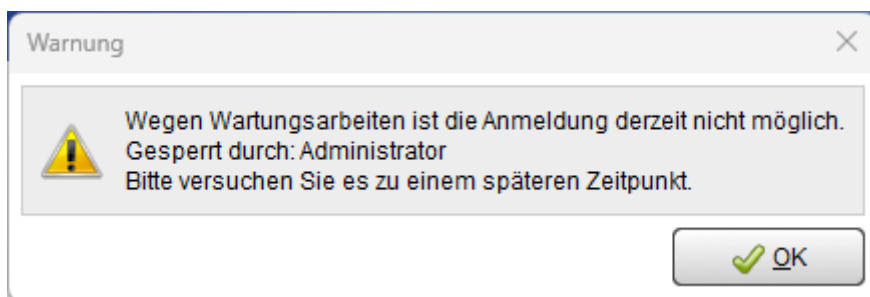 Warnung
Wegen Wartungsarbeiten ist die Anmeldung derzeit nicht möglich.
Gesperrt durch: Administrator
Bitte versuchen Sie es zu einem späteren Zeitpunkt.
OK